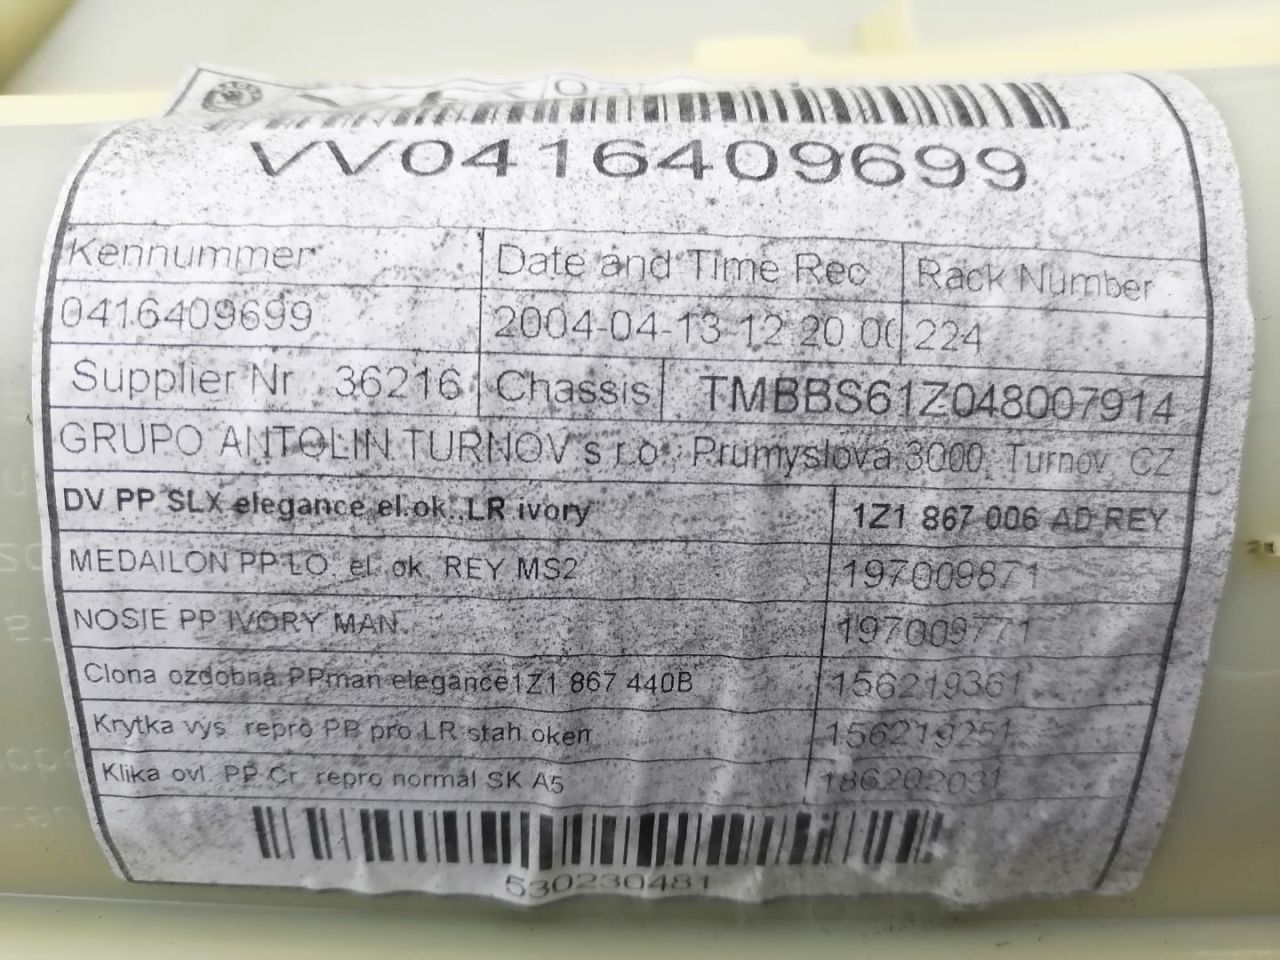 VV0416409699
Kennummer Date and Time Rec Rack Number
0416409699 2004-04-13 12 20 00 224
Supplier Nr 36216 Chassis TMBBS61Z048007914
GRUPO ANTOLIN TURNOV s r.o., Prumyslova 3000, Turnov, CZ
DV PP SLX elegance el.ok.,LR ivory 1Z1 867 006 AD REY
MEDAILON PP LO el. ok. REY MS2 197009871
NOSIE PP IVORY MAN. 197009771
Clona ozdobna PPman elegance1Z1 867 440B 156219361
Krytka vys repro PP pro LR stah oken 156219251
Klika ovl. PP Cr repro normal SK A5 186202031
530230481